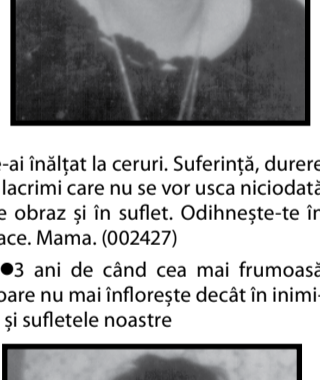 -ai înălțat la ceruri. Suferință, durere
lacrimi care nu se vor usca niciodată
e obraz și în suflet. Odihnește-te în
ace. Mama. (002427)
●3 ani de când cea mai frumoasă
oare nu mai înflorește decât în inimi-
și sufletele noastre